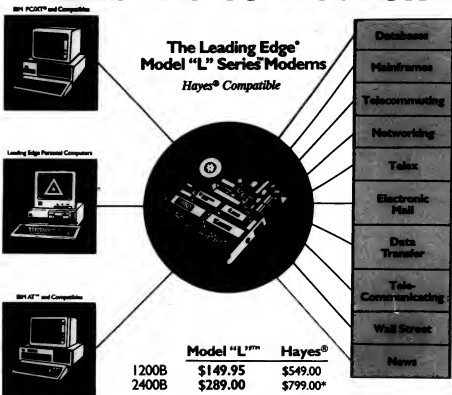 IBM PC/XT® and Compatibles
The Leading Edge®
Model "L" Series™ Modems
Hayes® Compatible
Leading Edge Personal Computers
IBM AT™ and Compatibles
Databases
Mainframes
Telecommuting
Networking
Telex
Electronic
Mail
Data
Transfer
Tele-
Communicating
Wall Street
News
Model "L"™ Hayes®
1200B $149.95 $549.00
2400B $289.00 $799.00*